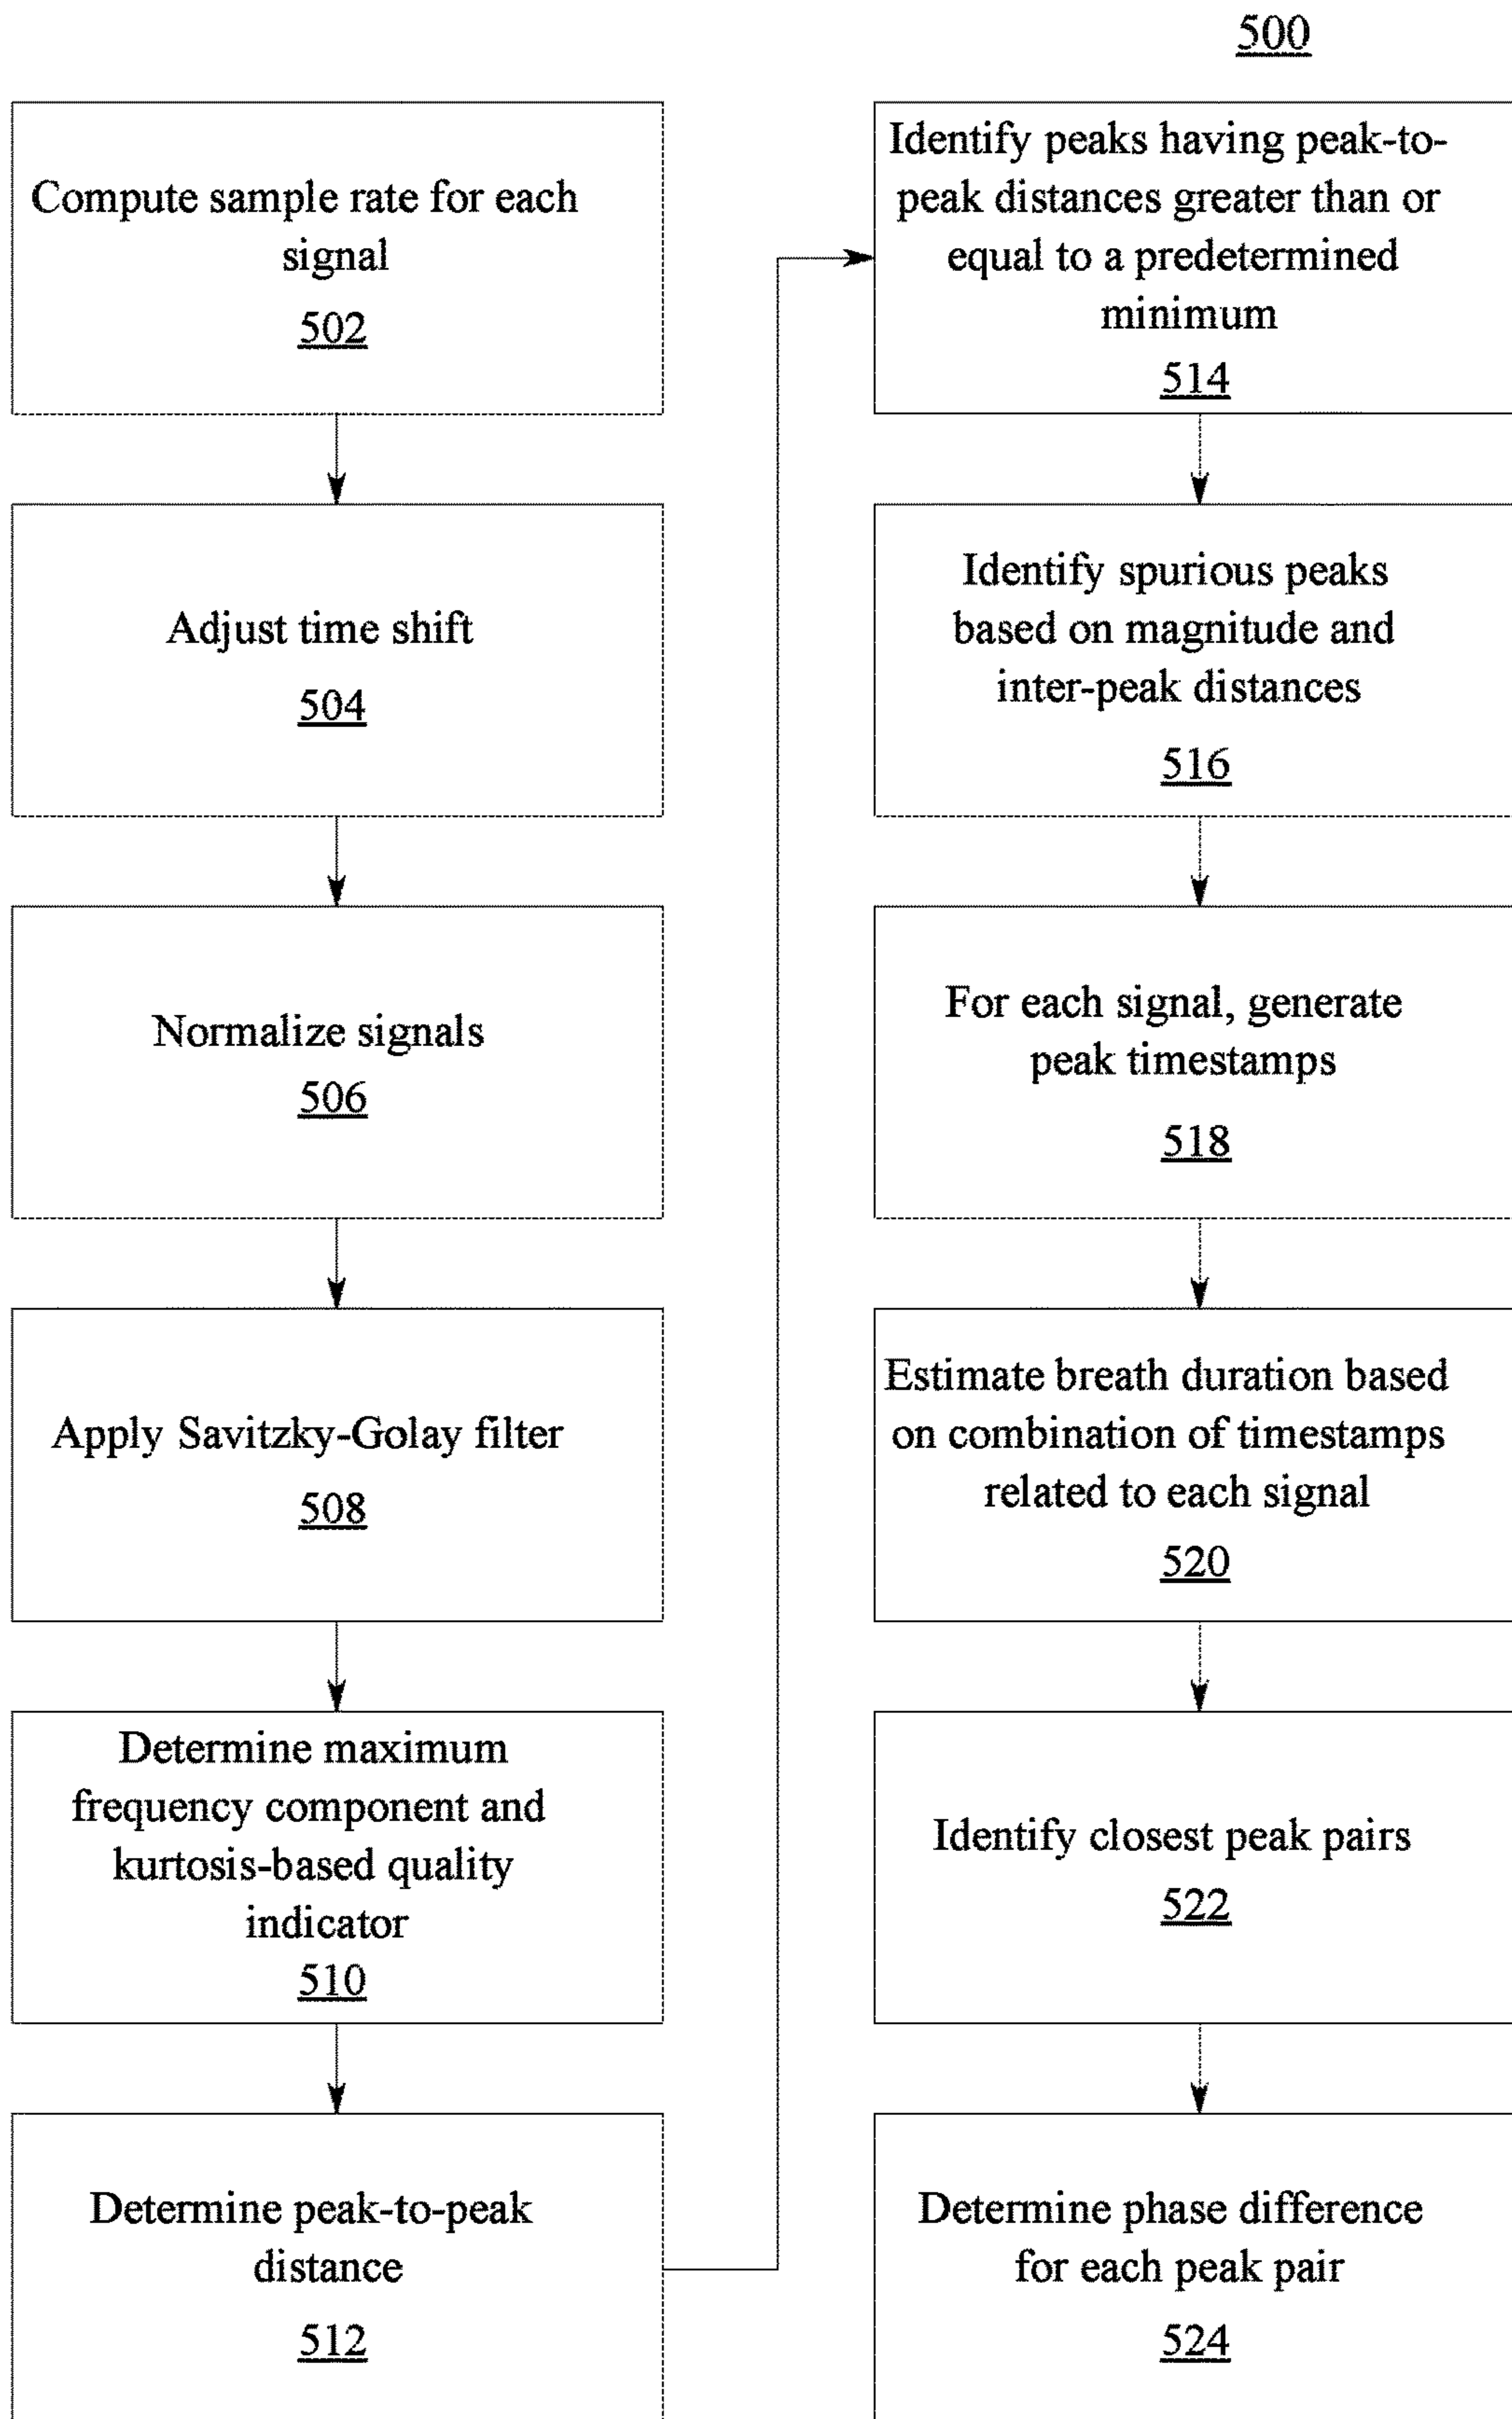 500
Compute sample rate for each
signal
502
Adjust time shift
504
Normalize signals
506
Apply Savitzky-Golay filter
508
Determine maximum
frequency component and
kurtosis-based quality
indicator
510
Determine peak-to-peak
distance
512
Identify peaks having peak-to-
peak distances greater than or
equal to a predetermined
minimum
514
Identify spurious peaks
based on magnitude and
inter-peak distances
516
For each signal, generate
peak timestamps
518
Estimate breath duration based
on combination of timestamps
related to each signal
520
Identify closest peak pairs
522
Determine phase difference
for each peak pair
524